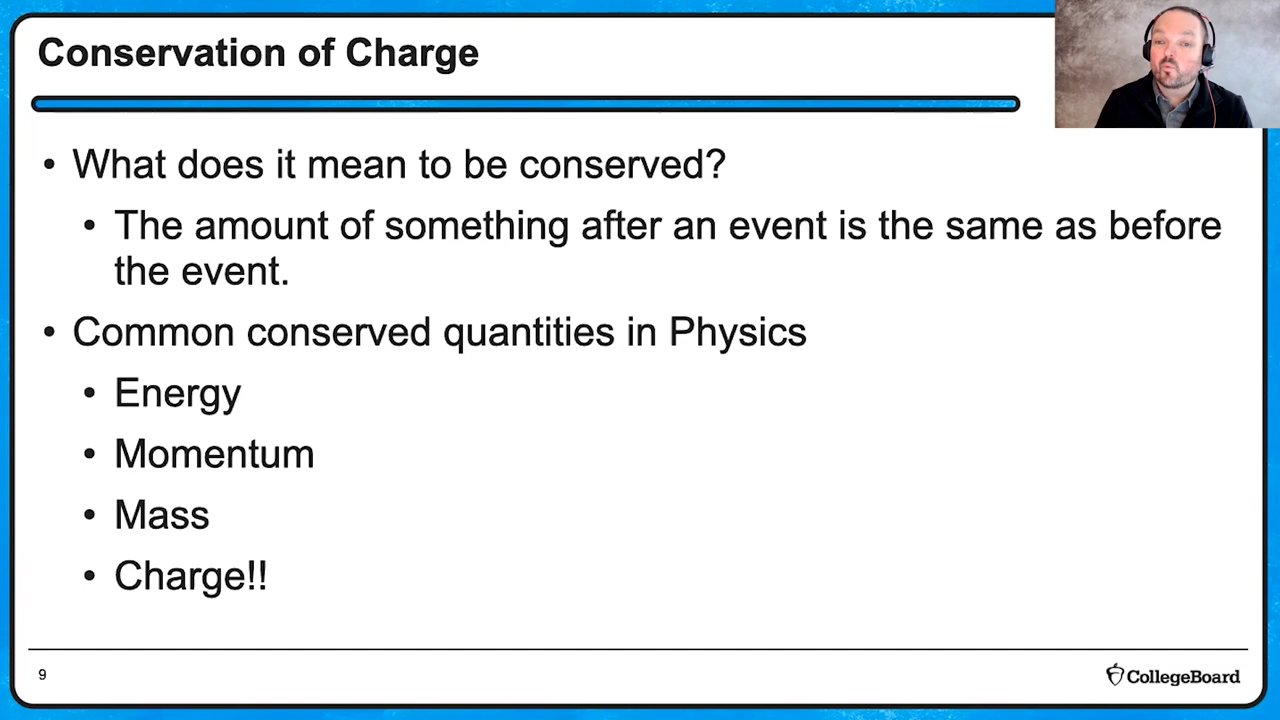 Conservation of Charge
• What does it mean to be conserved?
• The amount of something after an event is the same as before
the event.
• Common conserved quantities in Physics
• Energy
• Momentum
• Mass
• Charge!!
9
CollegeBoard